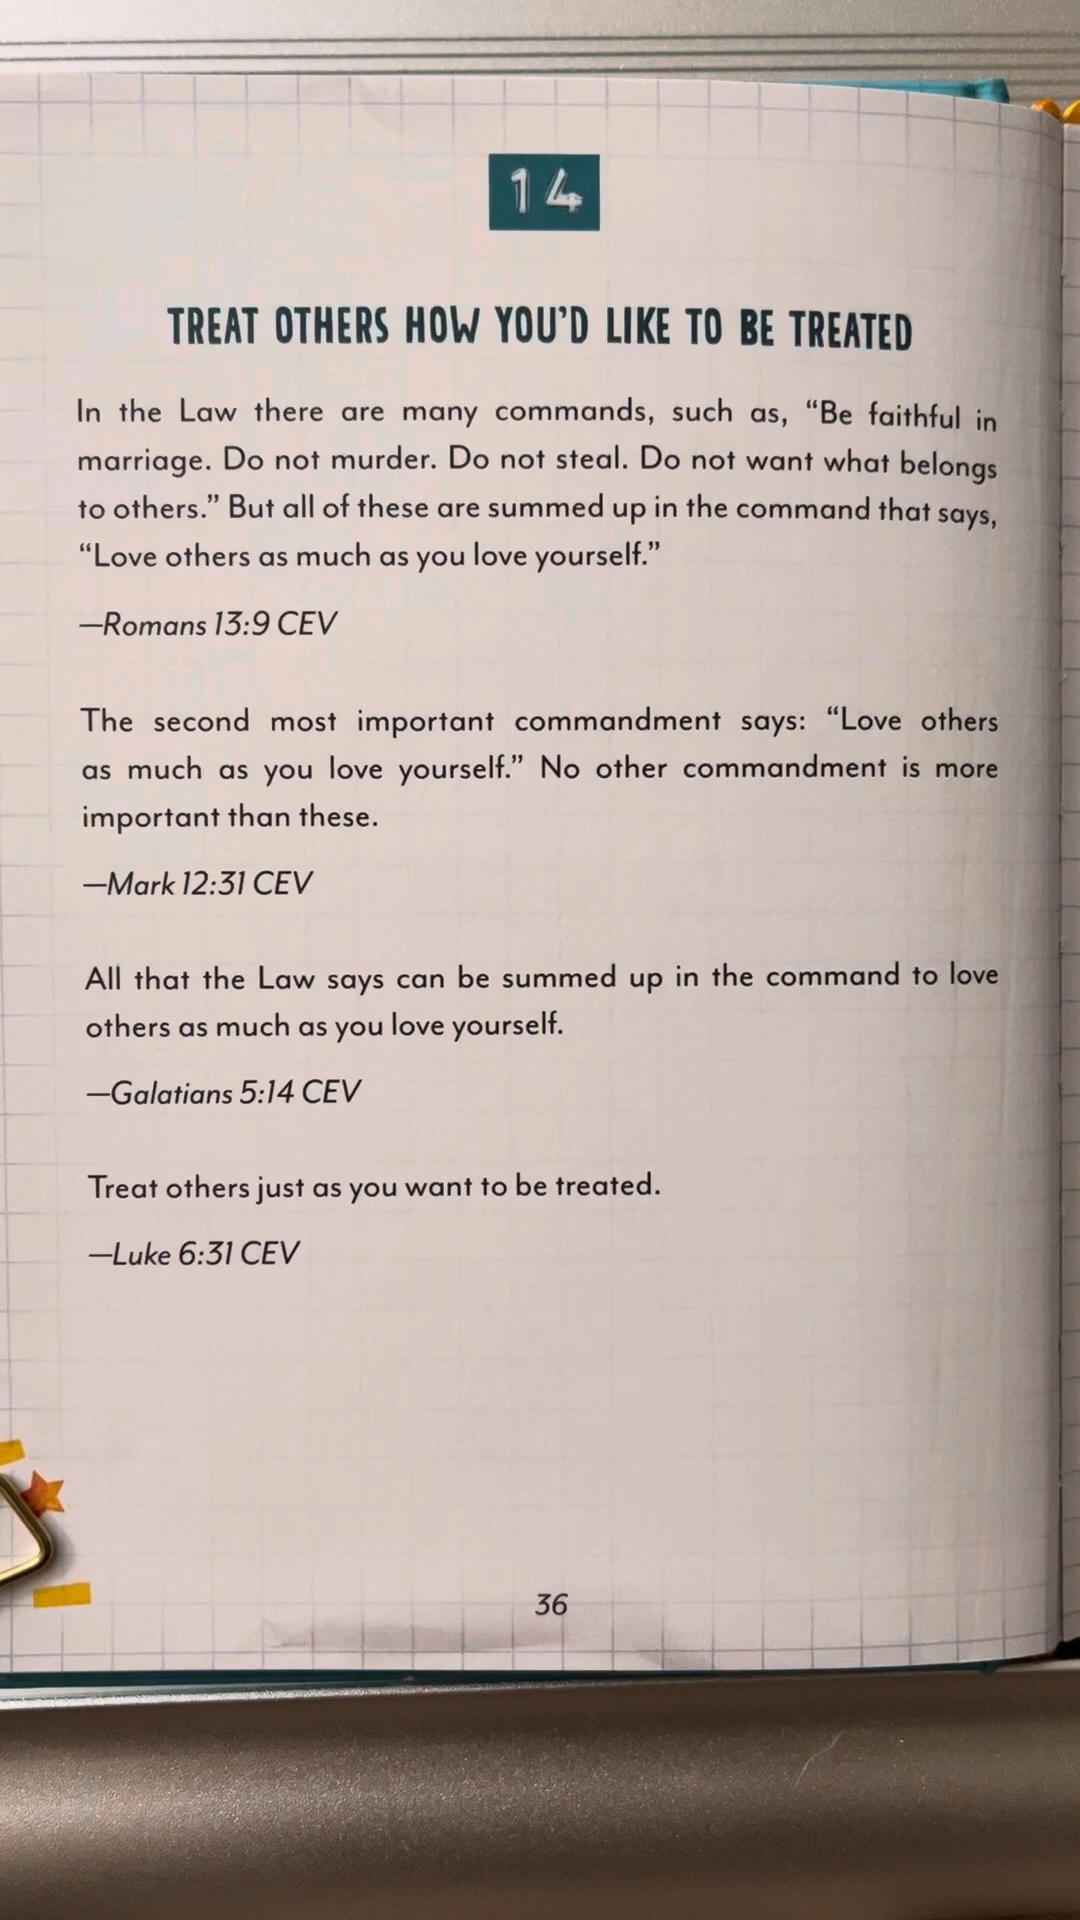 14
TREAT OTHERS HOW YOU'D LIKE TO BE TREATED
In the Law there are many commands, such as, “Be faithful in
marriage. Do not murder. Do not steal. Do not want what belongs
to others.” But all of these are summed up in the command that says,
“Love others as much as you love yourself.”
—Romans 13:9 CEV
The second most important commandment says: “Love others
as much as you love yourself.” No other commandment is more
important than these.
—Mark 12:31 CEV
All that the Law says can be summed up in the command to love
others as much as you love yourself.
—Galatians 5:14 CEV
Treat others just as you want to be treated.
—Luke 6:31 CEV
36